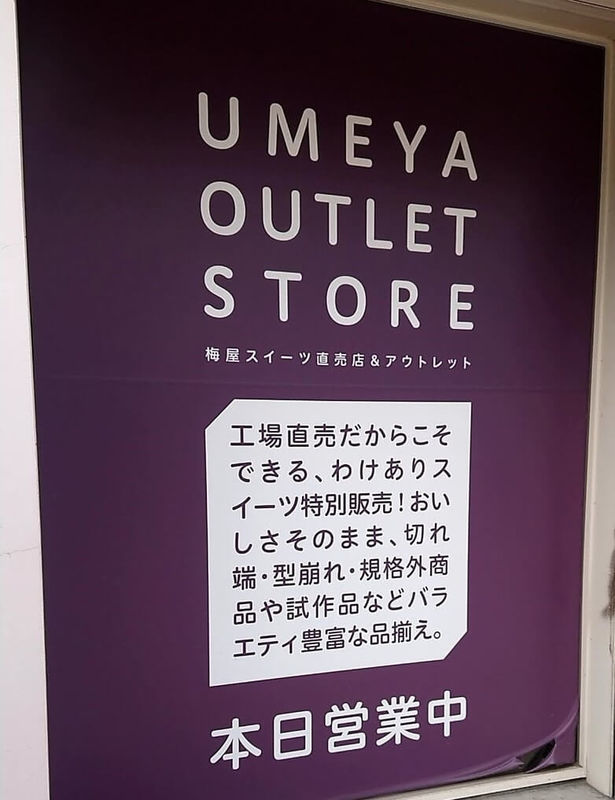 UMEYA
OUTLET
STORE
梅屋スイーツ直売店&アウトレット
工場直売だからこそ
できる、わけありス
イーツ特別販売!おい
しさそのまま、切れ
端・型崩れ・規格外商
品や試作品などバラ
エティ豊富な品揃え。
本日営業中